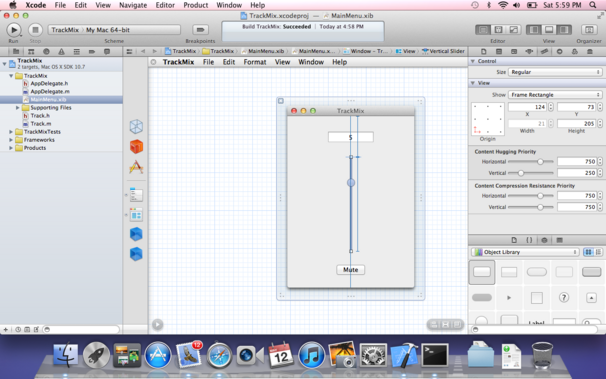 Xcode File Edit View Navigate Editor Product Window Help Sat 5:59 PM
TrackMix.xcodeproj — MainMenu.xib
Run Stop TrackMix My Mac 64-bit
Build TrackMix: Succeeded | Today at 4:58 PM
Scheme Breakpoints Editor View Organizer
TrackMix TrackMix MainMenu.xib MainMenu.x... Window - Tr... View Vertical Slider
TrackMix
2 targets, Mac OS X SDK 10.7
TrackMix
AppDelegate.h
AppDelegate.m
MainMenu.xib
Supporting Files
Track.h
Track.m
TrackMixTests
Frameworks
Products
TrackMix File Edit Format View Window Help
TrackMix
5
Mute
Control
Size Regular
View
Show Frame Rectangle
124 73
X Y
21 205
Origin Width Height
Content Hugging Priority
Horizontal 750
Vertical 250
Content Compression Resistance Priority
Horizontal 750
Vertical 750
Object Library
Label
12